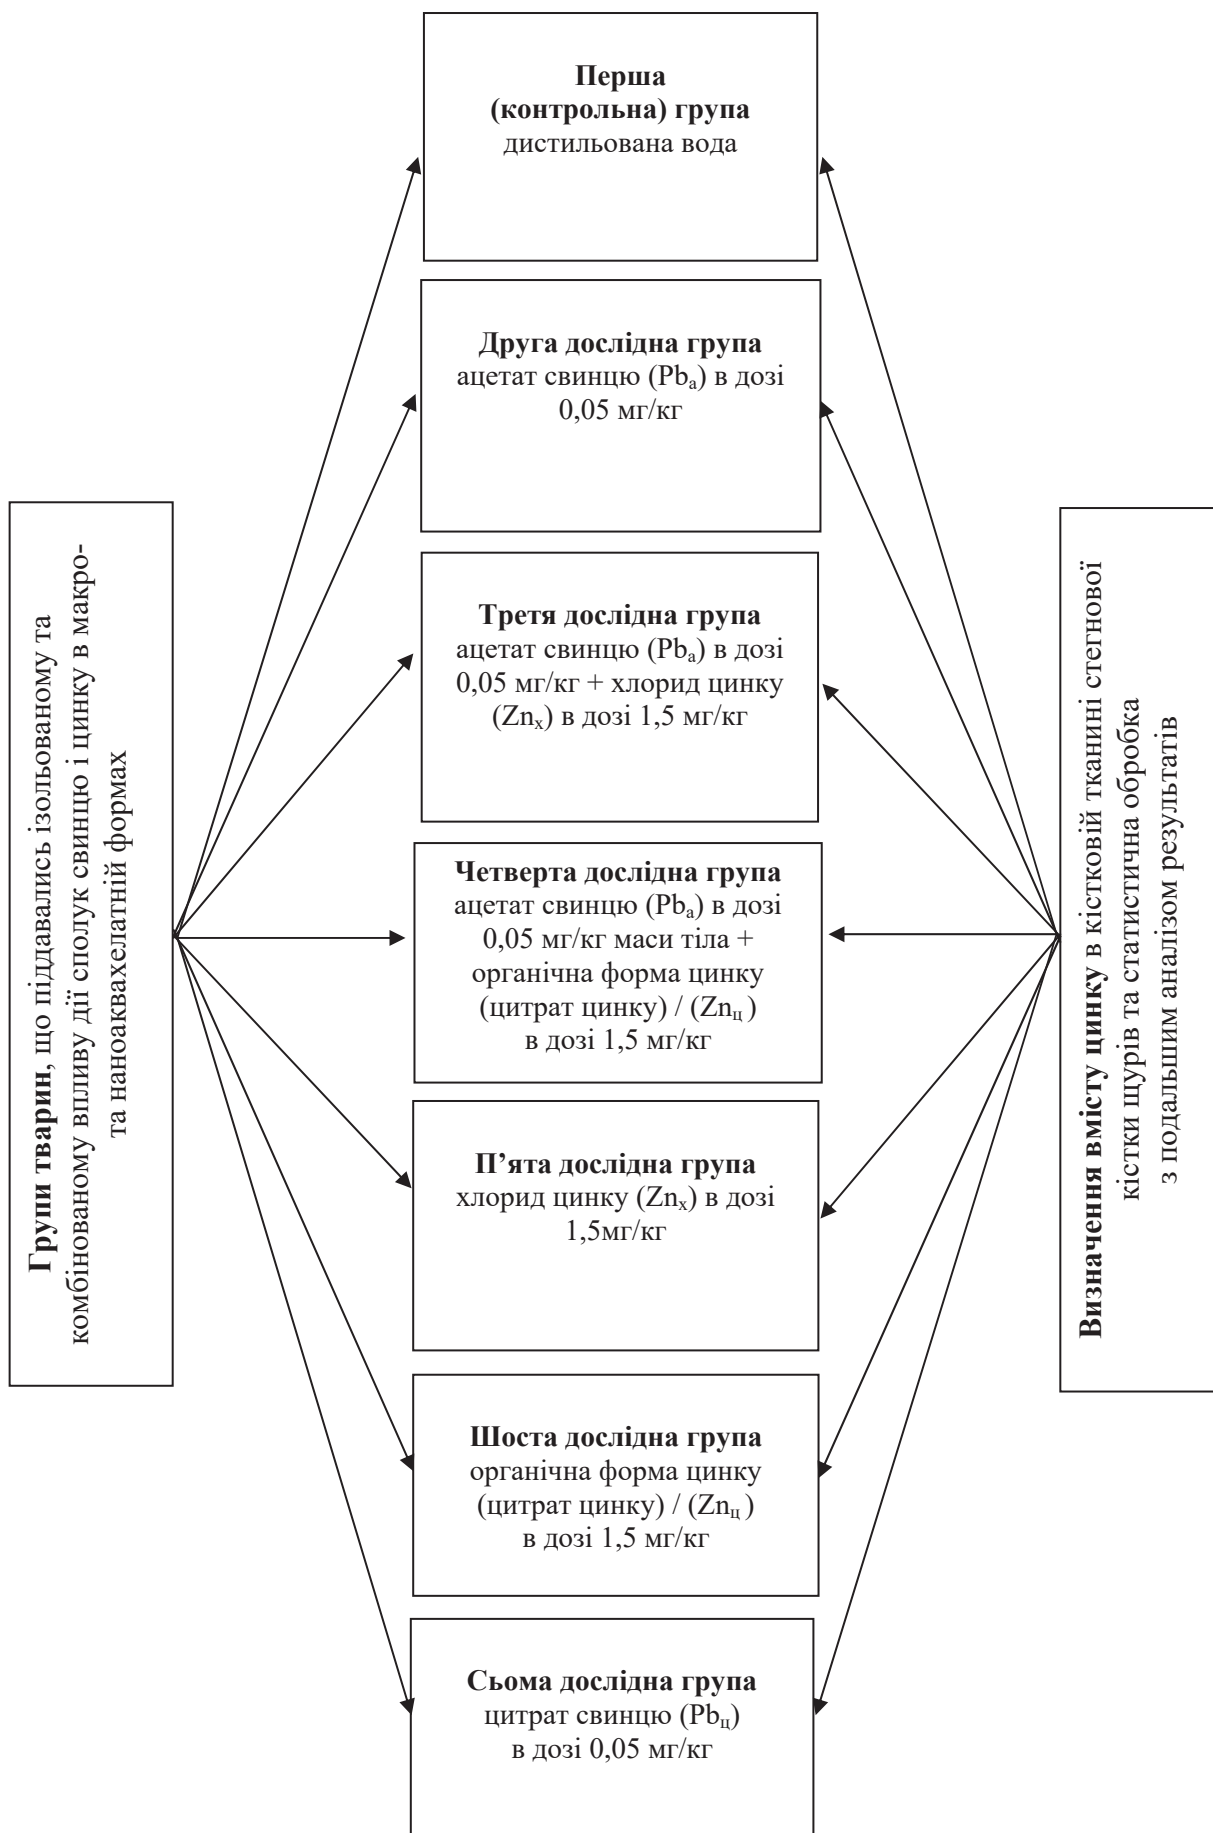 Групи тварин, що піддавались ізольованому та
комбінованому впливу дії сполук свинцю і цинку в макро-
та наноаквахелатній формах
Перша
(контрольна) група
дистильована вода
Друга дослідна група
ацетат свинцю (Pbа) в дозі
0,05 мг/кг
Третя дослідна група
ацетат свинцю (Pbа) в дозі
0,05 мг/кг + хлорид цинку
(Znх) в дозі 1,5 мг/кг
Четверта дослідна група
ацетат свинцю (Pbа) в дозі
0,05 мг/кг маси тіла +
органічна форма цинку
(цитрат цинку) / (Znц )
в дозі 1,5 мг/кг
П’ята дослідна група
хлорид цинку (Znх) в дозі
1,5мг/кг
Шоста дослідна група
органічна форма цинку
(цитрат цинку) / (Znц )
в дозі 1,5 мг/кг
Сьома дослідна група
цитрат свинцю (Pbц)
в дозі 0,05 мг/кг
Визначення вмісту цинку в кістковій тканині стегнової
кістки щурів та статистична обробка
з подальшим аналізом результатів